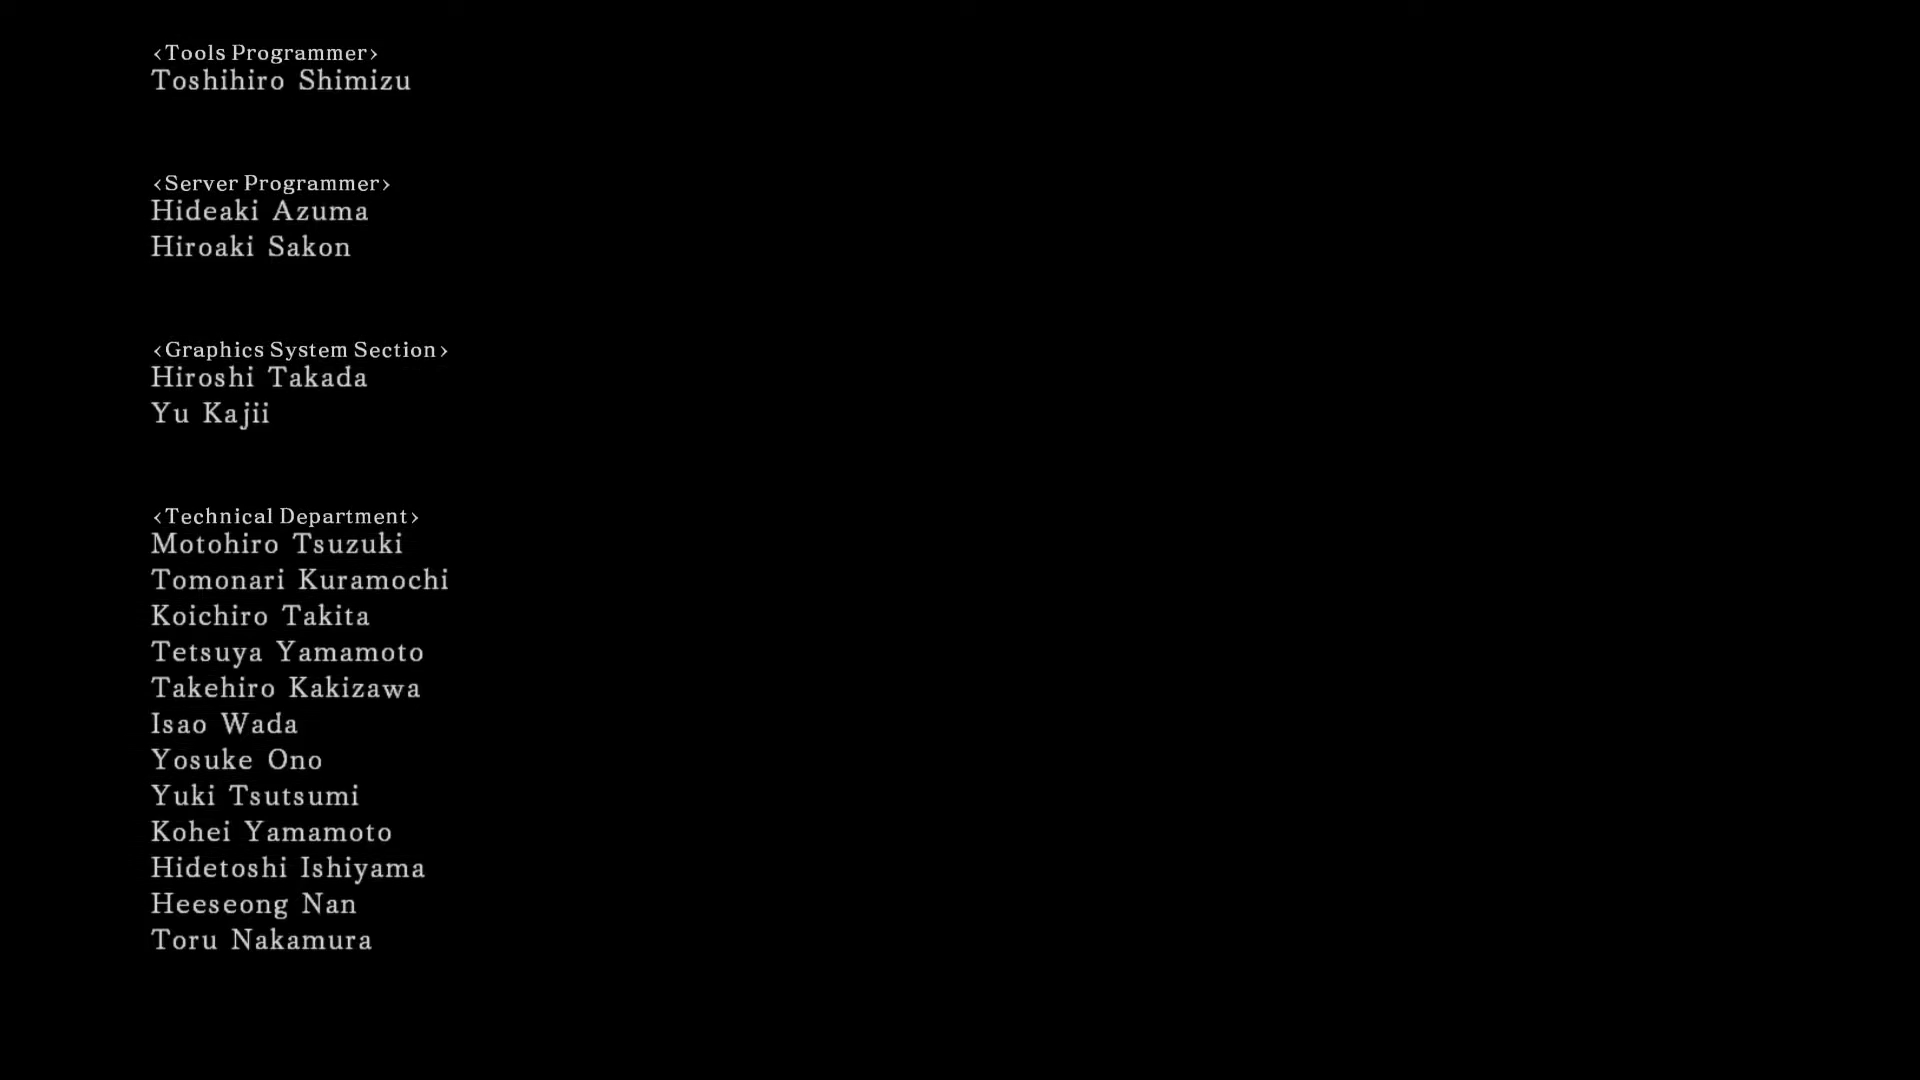 ‹Tools Programmer›
Toshihiro Shimizu
‹Server Programmer›
Hideaki Azuma
Hiroaki Sakon
‹Graphics System Section›
Hiroshi Takada
Yu Kajii
‹Technical Department›
Motohiro Tsuzuki
Tomonari Kuramochi
Koichiro Takita
Tetsuya Yamamoto
Takehiro Kakizawa
Isao Wada
Yosuke Ono
Yuki Tsutsumi
Kohei Yamamoto
Hidetoshi Ishiyama
Heeseong Nan
Toru Nakamura